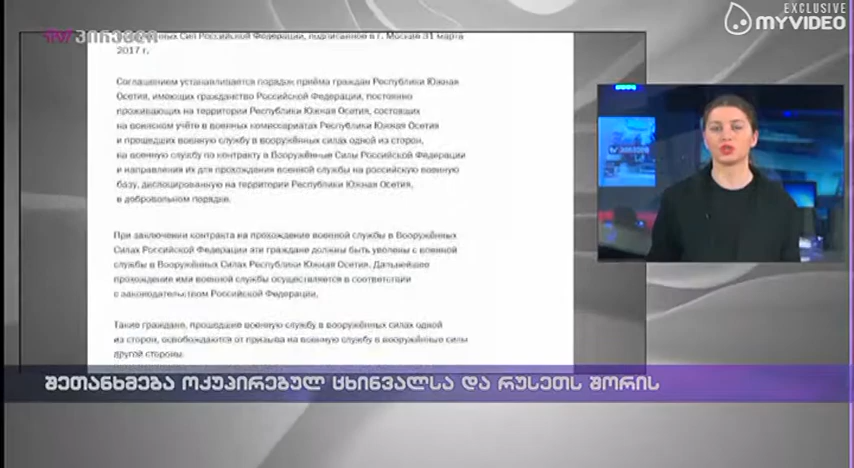 EXCLUSIVE
MYVIDEO
TV პირველი
ных Сил Российской Федерации, подписанное в г. Москва 31 марта
2017 г.
Соглашением устанавливается порядок приёма граждан Республики Южная
Осетия, имеющих гражданство Российской Федерации, постоянно
проживающих на территории Республики Южная Осетия, состоящих
на воинском учёте в военных комиссариатах Республики Южная Осетия
и прошедших военную службу в вооружённых силах одной из сторон,
на военную службу по контракту в Вооружённые Силы Российской Федерации
и направления их для прохождения военной службы на российскую военную
базу, дислоцированную на территории Республики Южная Осетия,
в добровольном порядке.
При заключении контракта на прохождение военной службы в Вооружённых
Силах Российской Федерации эти граждане должны быть уволены с военной
службы в Вооружённых Силах Республики Южная Осетия. Дальнейшее
прохождение ими военной службы осуществляется в соответствии
с законодательством Российской Федерации.
Такие граждане, прошедшие военную службу в вооружённых силах одной
из сторон, освобождаются от призыва на военную службу в вооружённые силы
другой стороны.
შეთანხმება ოკუპირებულ ცხინვალსა და რუსეთს შორის